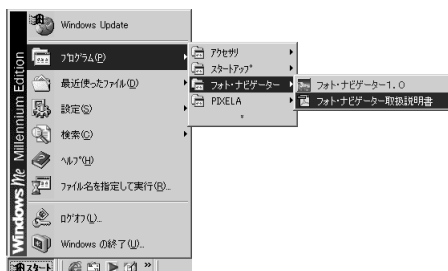 Windows Update
プログラム(P)
最近使ったファイル(D)
設定(S)
検索(C)
ヘルプ(H)
ファイル名を指定して実行(R)...
ログオフ(L)...
Windows の終了(U)...
Windows Me Millennium Edition
スタート
アクセサリ
スタートアップ
フォト・ナビゲーター
PIXELA
フォト・ナビゲーター1.0
フォト・ナビゲーター取扱説明書